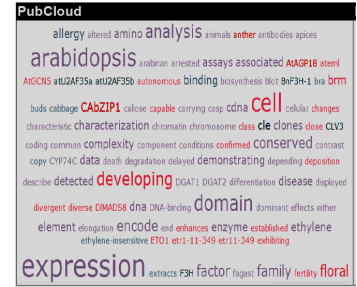 PubCloud
allergy altered amino analysis animals anther antibodies apices
arabidopsis arabinan arrested assays associated AtAGP18 ateml
AtGCN5 atU2AF35a atU2AF35b autonomous binding biosynthesis blot BnF3H-1 bra brm
buds cabbage CAbZIP1 callose capable carrying casp cdna cell cellular changes
characteristic characterization chromatin chromosome class cle clones close CLV3
coding common complexity component conditions confirmed conserved contrast
copy CYP74C data death degradation delayed demonstrating depending deposition
describe detected developing DGAT1 DGAT2 differentiation disease displayed
divergent diverse DIMADS8 dna DNA-binding domain dominant effects either
element elongation encode end enhances enzyme established ethylene
ethylene-insensitive ETO1 etr1-11-349 etr11-349 exhibiting
expression extracts F3H factor fagast family fertility floral